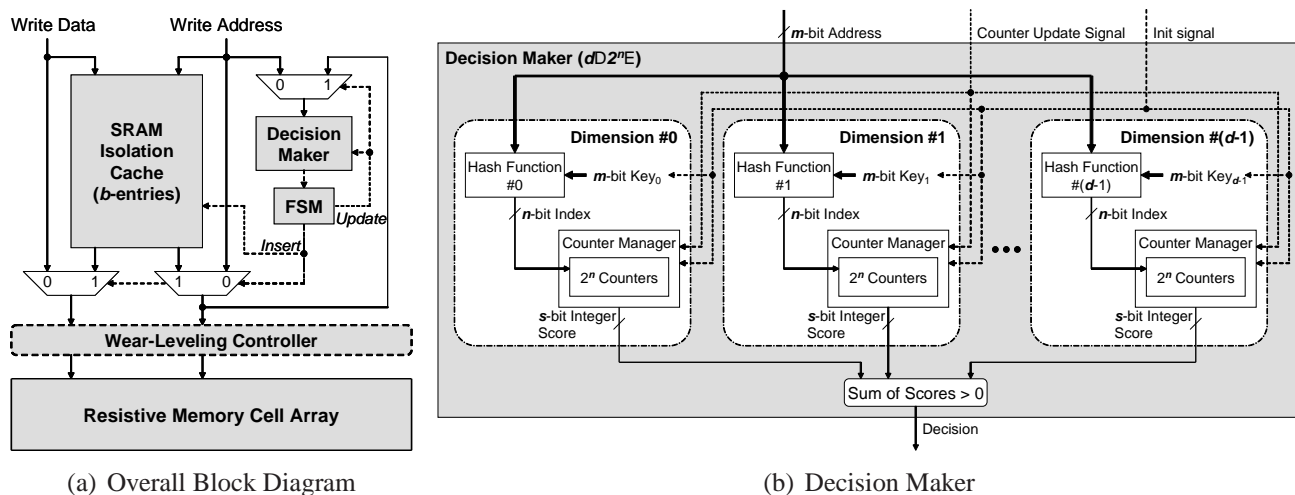 Write Data
Write Address
0 1
SRAM
Isolation
Cache
(b-entries)
Decision
Maker
FSM
Update
Insert
0 1
1 0
Wear-Leveling Controller
Resistive Memory Cell Array
(a) Overall Block Diagram
m-bit Address
Counter Update Signal
Init signal
Decision Maker (dD2ⁿE)
Dimension #0
Hash Function
#0
m-bit Key₀
n-bit Index
Counter Manager
2ⁿ Counters
s-bit Integer
Score
Dimension #1
Hash Function
#1
m-bit Key₁
n-bit Index
Counter Manager
2ⁿ Counters
s-bit Integer
Score
Dimension #(d-1)
Hash Function
#(d-1)
m-bit Key_d-1
n-bit Index
Counter Manager
2ⁿ Counters
s-bit Integer
Score
Sum of Scores > 0
Decision
(b) Decision Maker